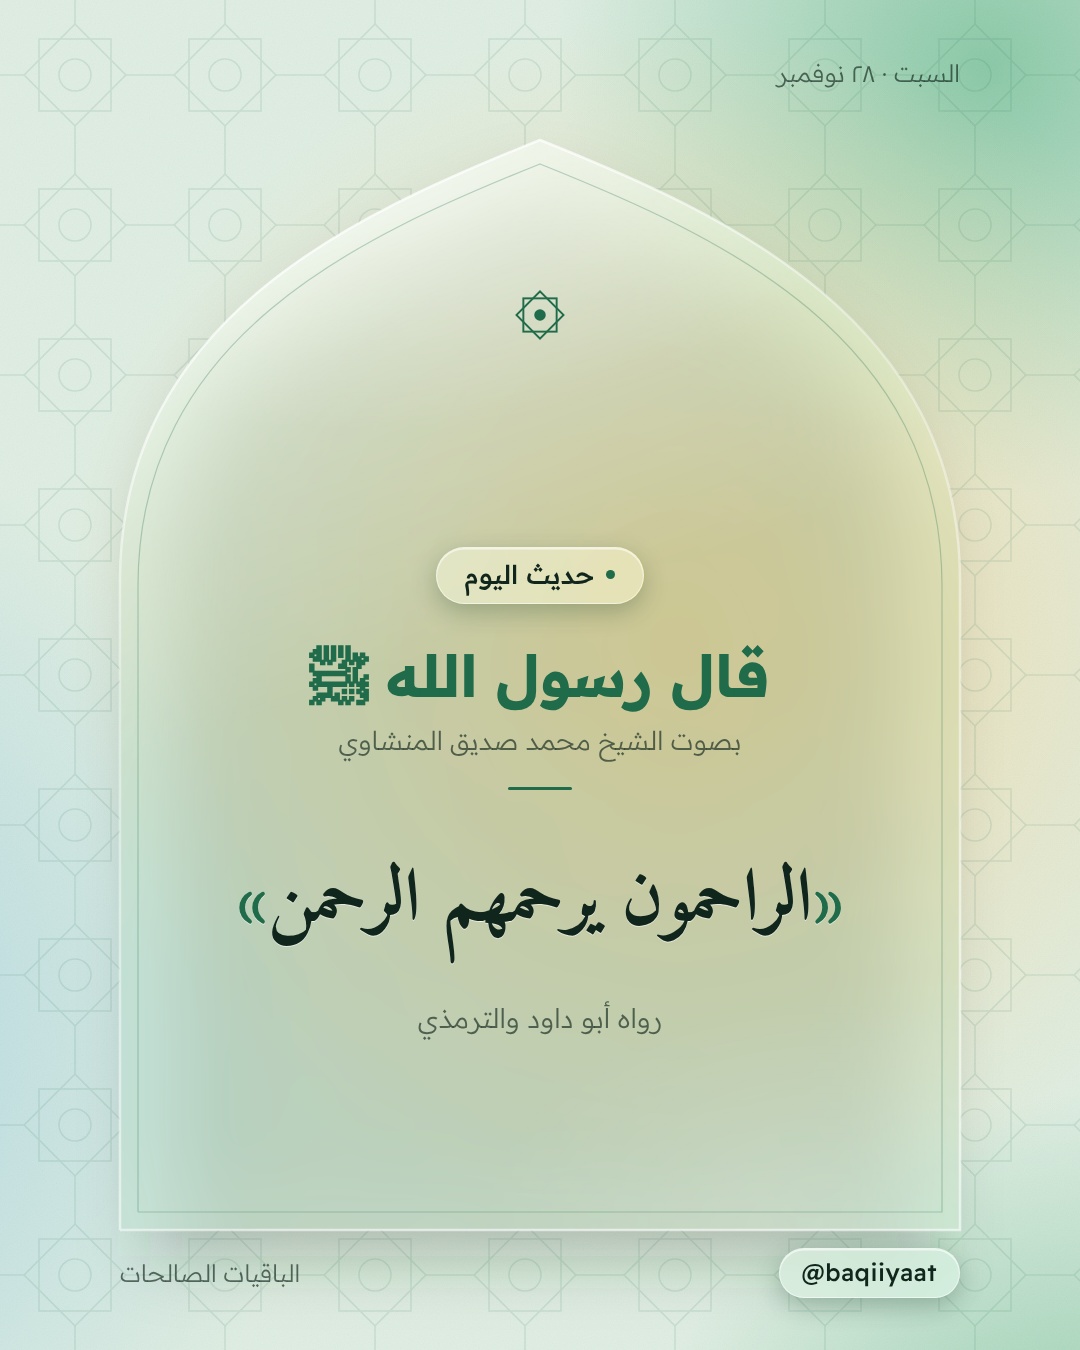 السبت · ٢٨ نوفمبر
حديث اليوم
قال رسول الله ﷺ
بصوت الشيخ محمد صديق المنشاوي
«الراحمون يرحمهم الرحمن»
رواه أبو داود والترمذي
@baqiiyaat
الباقيات الصالحات